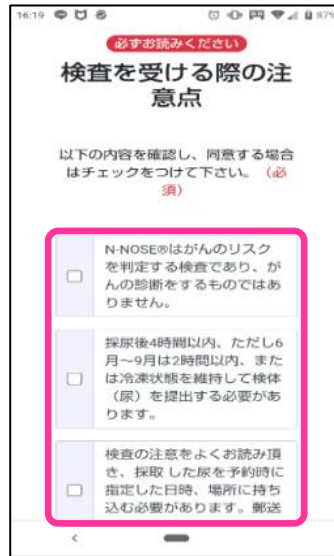 16:19
87%
必ずお読みください
検査を受ける際の注
意点
以下の内容を確認し、同意する場合
はチェックをつけて下さい。（必
須）
N-NOSE®はがんのリスク
を判定する検査であり、が
んの診断をするものではあ
りません。
採尿後4時間以内、ただし6
月～9月は2時間以内、また
は冷凍状態を維持して検体
（尿）を提出する必要があ
ります。
検査の注意をよくお読み頂
き、採取した尿を予約時に
指定した日時、場所に持ち
込む必要があります。郵送